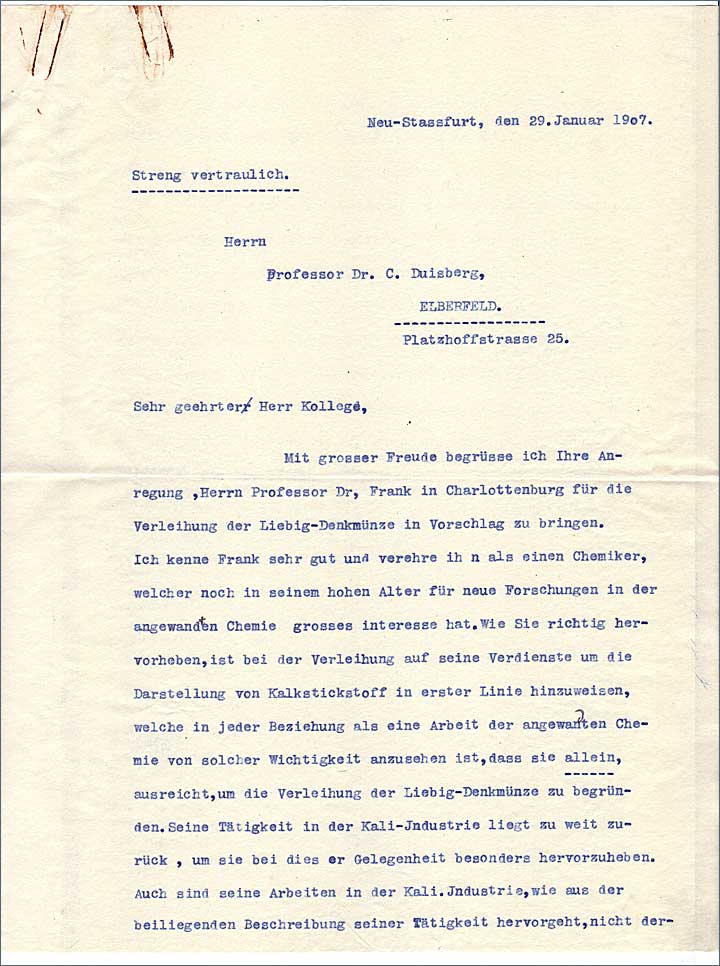 Neu-Stassfurt, den 29.Januar 1907.
Streng vertraulich.
Herrn
Professor Dr. C. Duisberg,
ELBERFELD.
Platzhoffstrasse 25.
Sehr geehrter Herr Kollege,
Mit grosser Freude begrüsse ich Ihre An-
regung ,Herrn Professor Dr, Frank in Charlottenburg für die
Verleihung der Liebig-Denkmünze in Vorschlag zu bringen.
Ich kenne Frank sehr gut und verehre ih n als einen Chemiker,
welcher noch in seinem hohen Alter für neue Forschungen in der
angewandten Chemie grosses interesse hat.Wie Sie richtig her-
vorheben,ist bei der Verleihung auf seine Verdienste um die
Darstellung von Kalkstickstoff in erster Linie hinzuweisen,
welche in jeder Beziehung als eine Arbeit der angewandten Che-
mie von solcher Wichtigkeit anzusehen ist,dass sie allein,
ausreicht,um die Verleihung der Liebig-Denkmünze zu begrün-
den.Seine Tätigkeit in der Kali-Jndustrie liegt zu weit zu-
rück , um sie bei dies er Gelegenheit besonders hervorzuheben.
Auch sind seine Arbeiten in der Kali.Jndustrie,wie aus der
beiliegenden Beschreibung seiner Tätigkeit hervorgeht,nicht der-